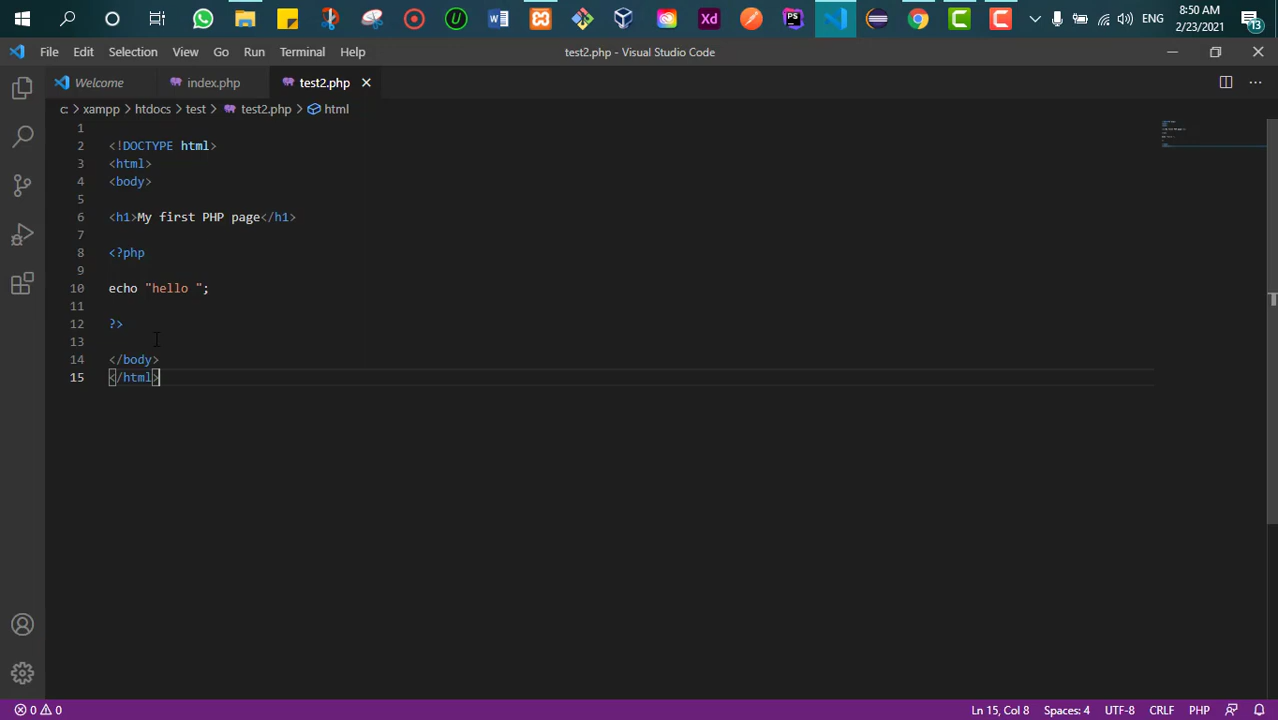 W
Xd
PS
ENG
8:50 AM
2/23/2021
13
File Edit Selection View Go Run Terminal Help
test2.php - Visual Studio Code
Welcome
index.php
test2.php
c: > xampp > htdocs > test > test2.php > html
1
2 <!DOCTYPE html>
3 <html>
4 <body>
5
6 <h1>My first PHP page</h1>
7
8 <?php
9
10 echo "hello ";
11
12 ?>
13
14 </body>
15 </html>
0 0
Ln 15, Col 8 Spaces: 4 UTF-8 CRLF PHP